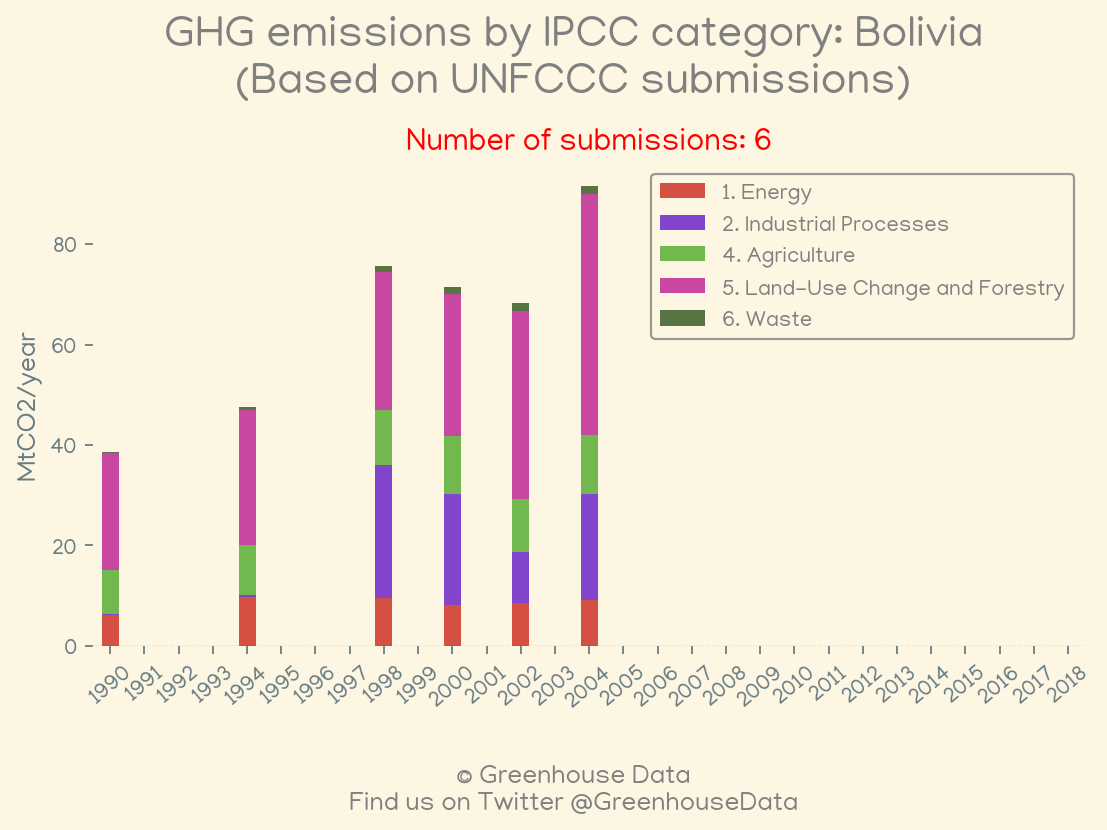 GHG emissions by IPCC category: Bolivia
(Based on UNFCCC submissions)
Number of submissions: 6
1. Energy
2. Industrial Processes
4. Agriculture
5. Land-Use Change and Forestry
6. Waste
MtCO2/year
80
60
40
20
0
1990 1991 1992 1993 1994 1995 1996 1997 1998 1999 2000 2001 2002 2003 2004 2005 2006 2007 2008 2009 2010 2011 2012 2013 2014 2015 2016 2017 2018
© Greenhouse Data
Find us on Twitter @GreenhouseData